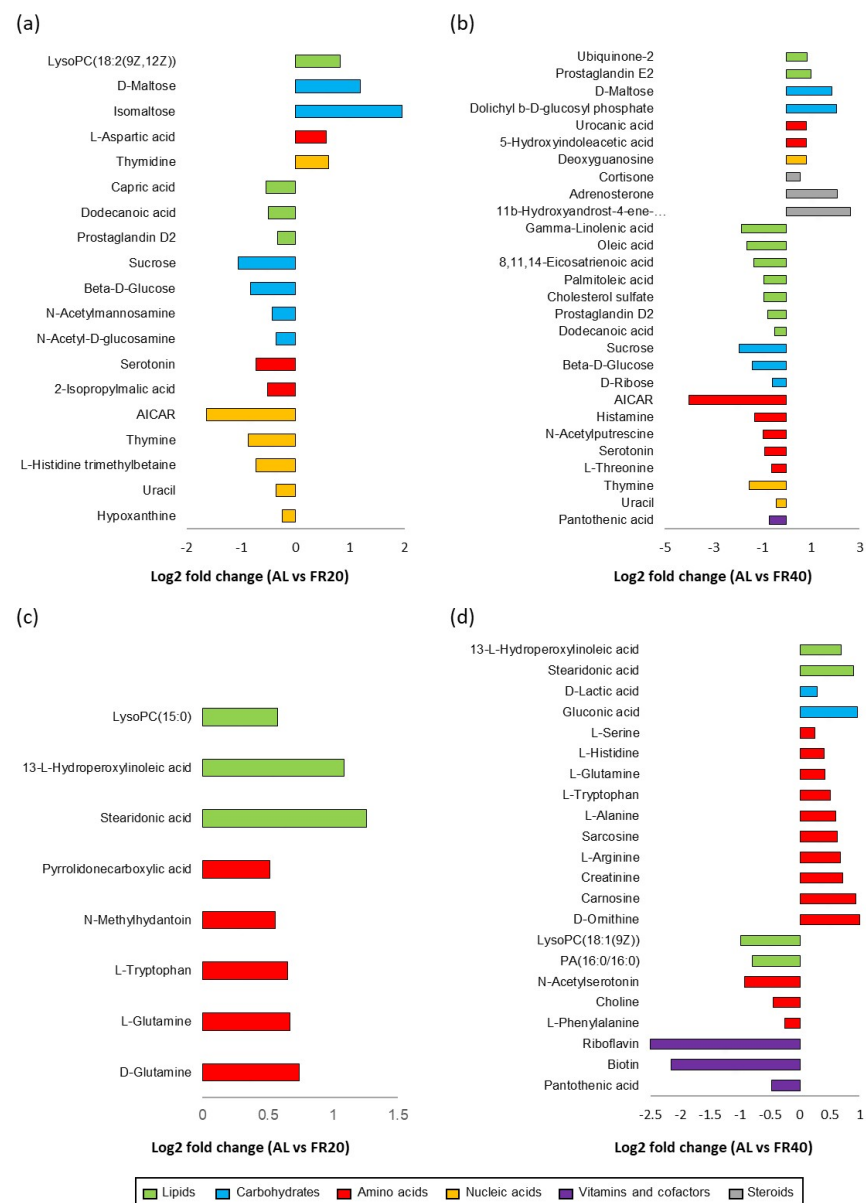 (a)
LysoPC(18:2(9Z,12Z))
D-Maltose
Isomaltose
L-Aspartic acid
Thymidine
Capric acid
Dodecanoic acid
Prostaglandin D2
Sucrose
Beta-D-Glucose
N-Acetylmannosamine
N-Acetyl-D-glucosamine
Serotonin
2-Isopropylmalic acid
AICAR
Thymine
L-Histidine trimethylbetaine
Uracil
Hypoxanthine
-2 -1 0 1 2
Log2 fold change (AL vs FR20)
(b)
Ubiquinone-2
Prostaglandin E2
D-Maltose
Dolichyl b-D-glucosyl phosphate
Urocanic acid
5-Hydroxyindoleacetic acid
Deoxyguanosine
Cortisone
Adrenosterone
11b-Hydroxyandrost-4-ene-...
Gamma-Linolenic acid
Oleic acid
8,11,14-Eicosatrienoic acid
Palmitoleic acid
Cholesterol sulfate
Prostaglandin D2
Dodecanoic acid
Sucrose
Beta-D-Glucose
D-Ribose
AICAR
Histamine
N-Acetylputrescine
Serotonin
L-Threonine
Thymine
Uracil
Pantothenic acid
-5 -3 -1 1 3
Log2 fold change (AL vs FR40)
(c)
LysoPC(15:0)
13-L-Hydroperoxylinoleic acid
Stearidonic acid
Pyrrolidonecarboxylic acid
N-Methylhydantoin
L-Tryptophan
L-Glutamine
D-Glutamine
0 0.5 1 1.5
Log2 fold change (AL vs FR20)
(d)
13-L-Hydroperoxylinoleic acid
Stearidonic acid
D-Lactic acid
Gluconic acid
L-Serine
L-Histidine
L-Glutamine
L-Tryptophan
L-Alanine
Sarcosine
L-Arginine
Creatinine
Carnosine
D-Ornithine
LysoPC(18:1(9Z))
PA(16:0/16:0)
N-Acetylserotonin
Choline
L-Phenylalanine
Riboflavin
Biotin
Pantothenic acid
-2.5 -2 -1.5 -1 -0.5 0 0.5 1
Log2 fold change (AL vs FR40)
Lipids Carbohydrates Amino acids Nucleic acids Vitamins and cofactors Steroids